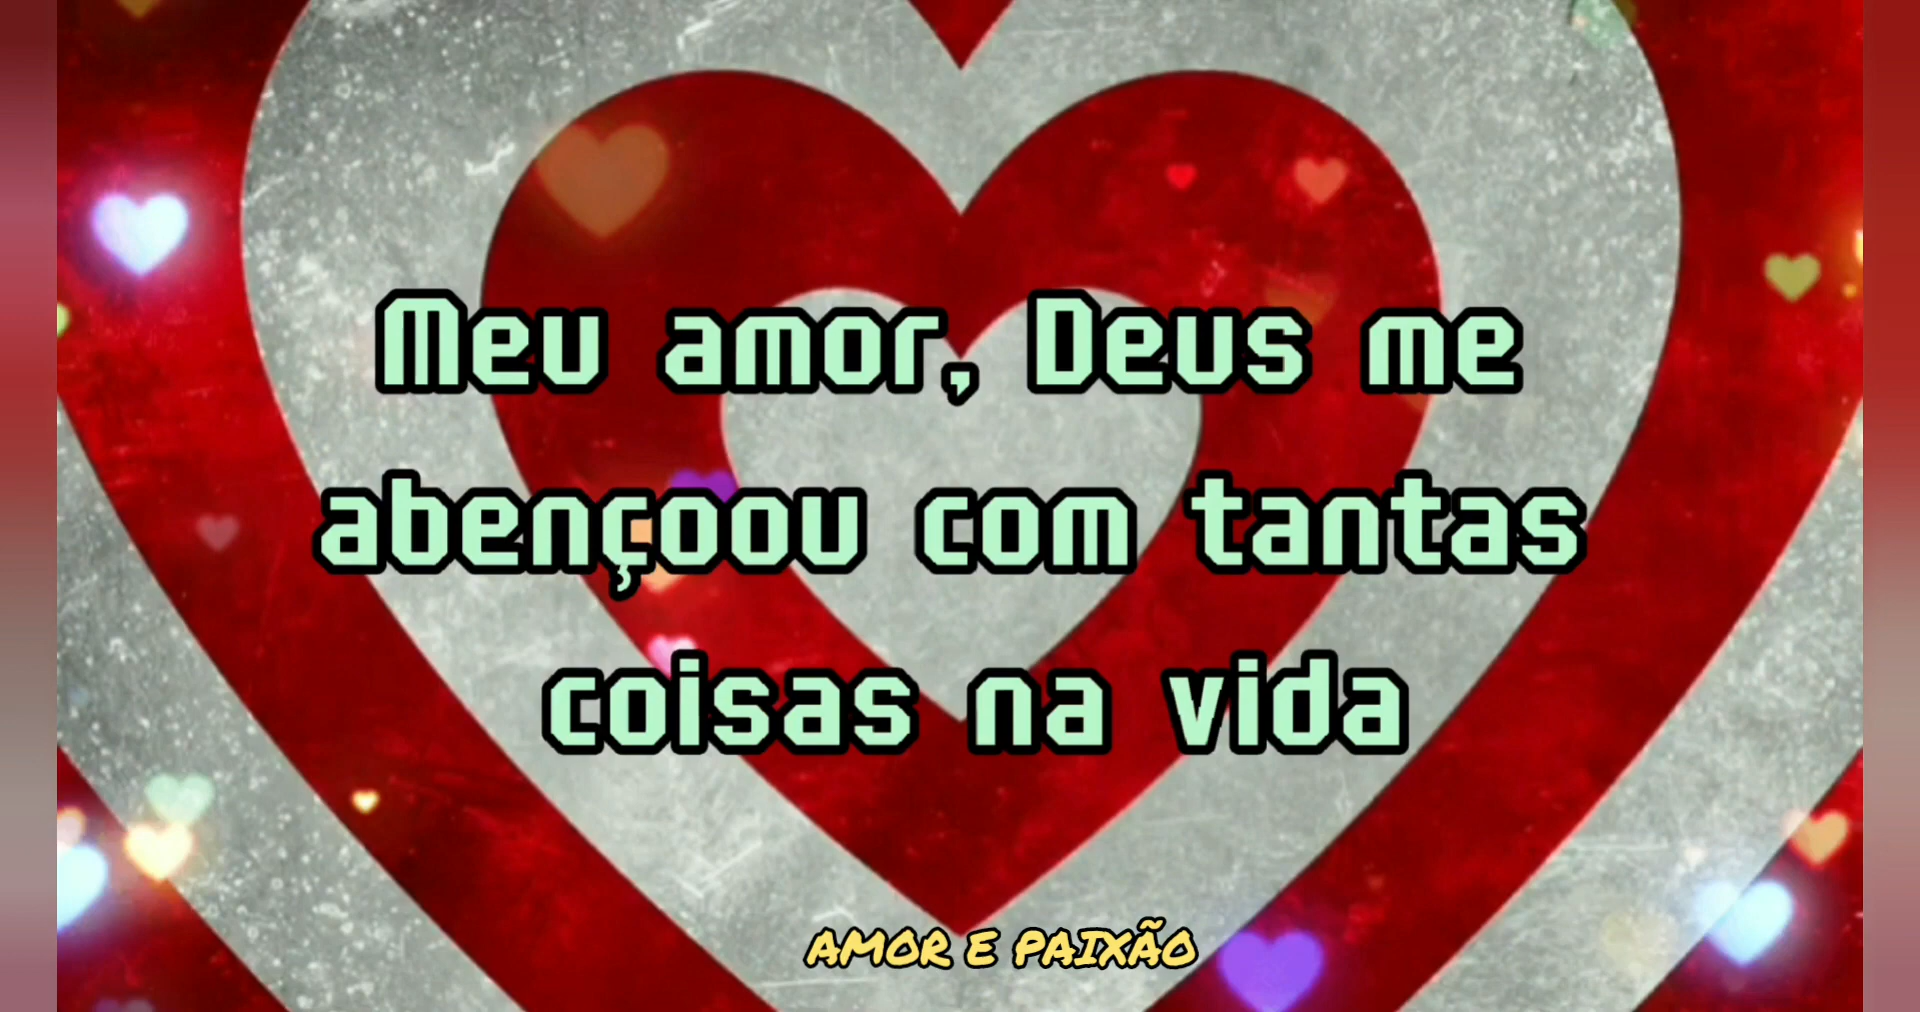 Meu amor, Deus me
abençoou com tantas
coisas na vida
AMOR E PAIXÃO